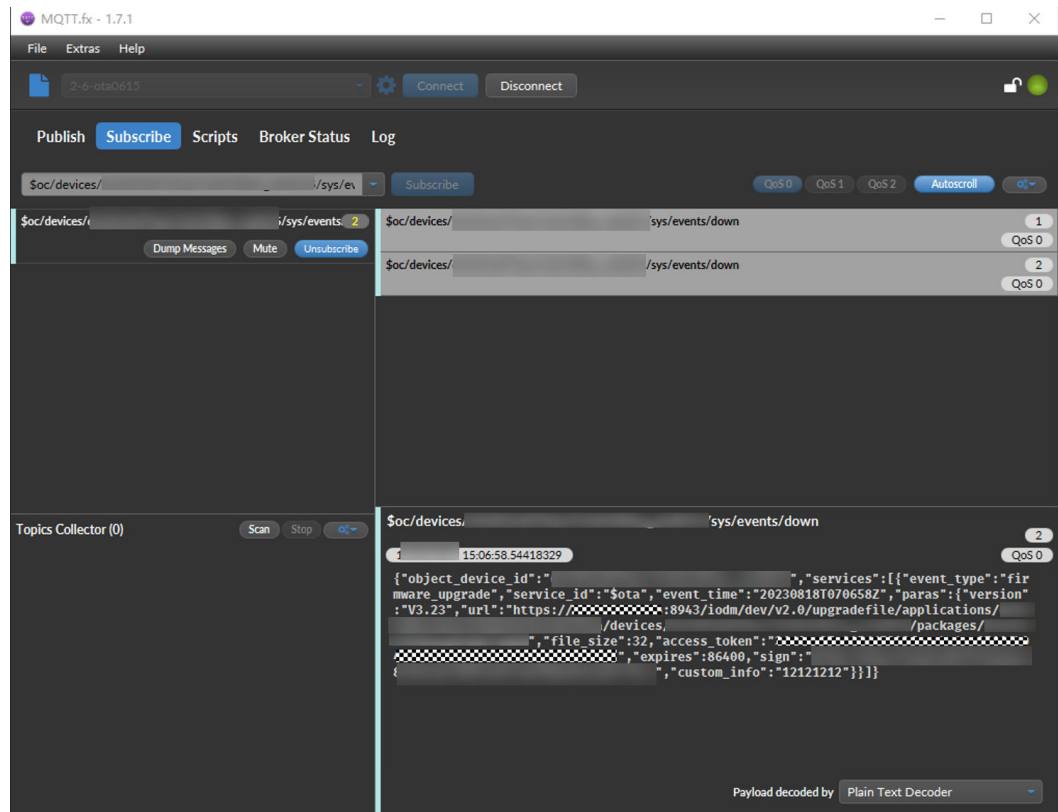 MQTT.fx - 1.7.1
File Extras Help
2-6-ota0615 Connect Disconnect
Publish Subscribe Scripts Broker Status Log
$oc/devices/ _ /sys/ev Subscribe QoS 0 QoS 1 QoS 2 Autoscroll
$oc/devices/ /sys/events 2
Dump Messages Mute Unsubscribe
$oc/devices/ sys/events/down 1
QoS 0
$oc/devices/ /sys/events/down 2
QoS 0
Topics Collector (0) Scan Stop
$oc/devices/ sys/events/down
2
1 15:06:58.54418329 QoS 0
{"object_device_id":" ","services":[{"event_type":"fir
mware_upgrade","service_id":"$ota","event_time":"20230818T070658Z","paras":{"version"
:"V3.23","url":"https:// :8943/iodm/dev/v2.0/upgradefile/applications/
/devices/ /packages/
","file_size":32,"access_token":"
","expires":86400,"sign":"
","custom_info":"12121212"}}]}
Payload decoded by Plain Text Decoder